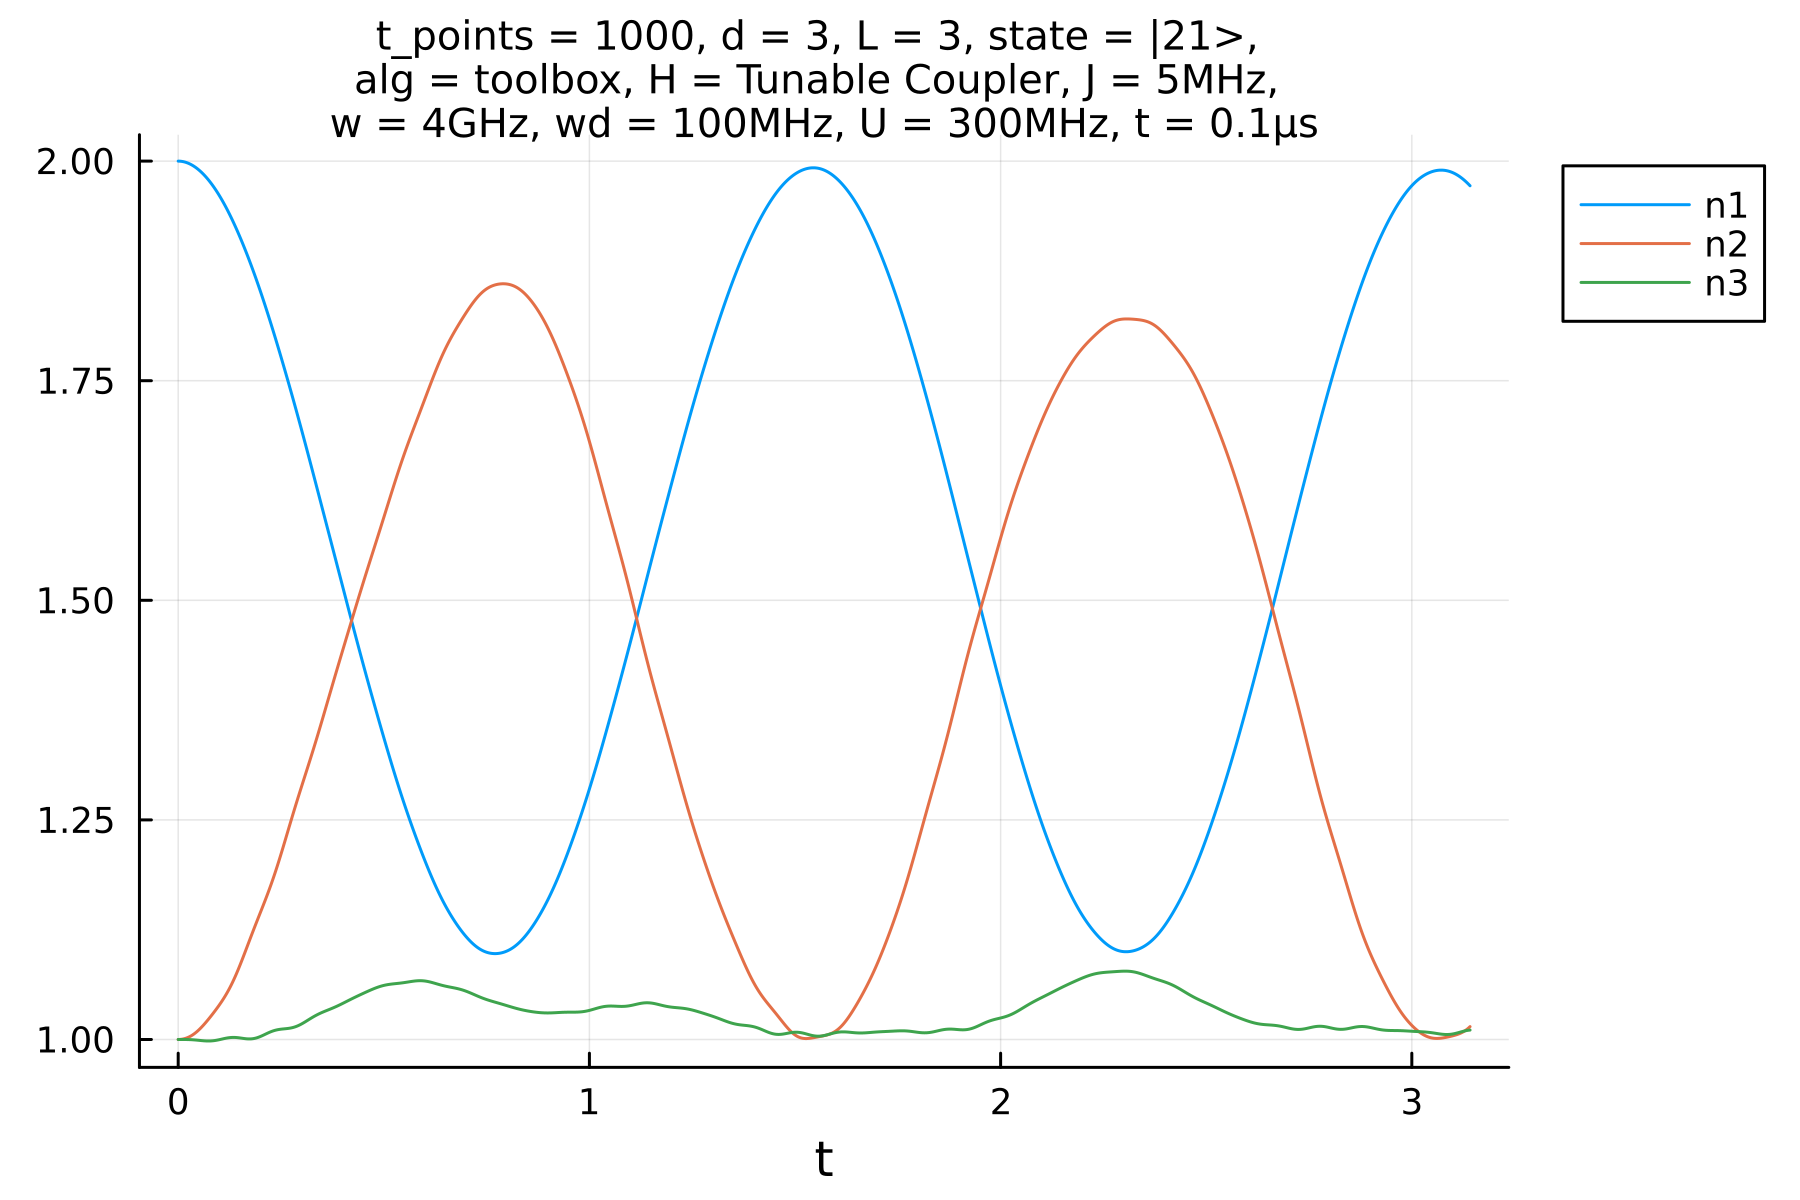 t_points = 1000, d = 3, L = 3, state = |21>,
alg = toolbox, H = Tunable Coupler, J = 5MHz,
w = 4GHz, wd = 100MHz, U = 300MHz, t = 0.1μs
2.00
1.75
1.50
1.25
1.00
0 1 2 3
t
n1
n2
n3